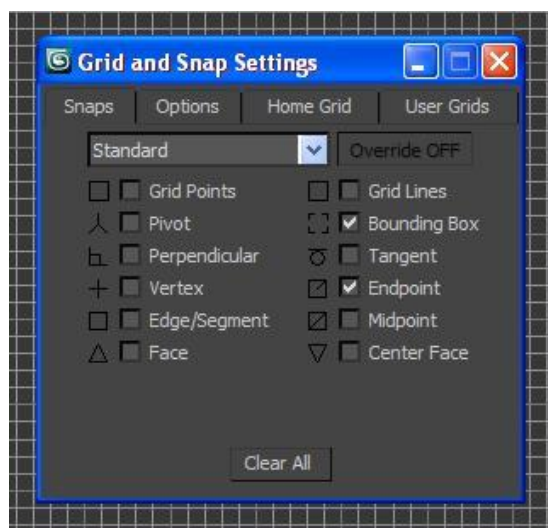 Grid and Snap Settings
Snaps Options Home Grid User Grids
Standard Override OFF
Grid Points Grid Lines
Pivot Bounding Box
Perpendicular Tangent
Vertex Endpoint
Edge/Segment Midpoint
Face Center Face
Clear All